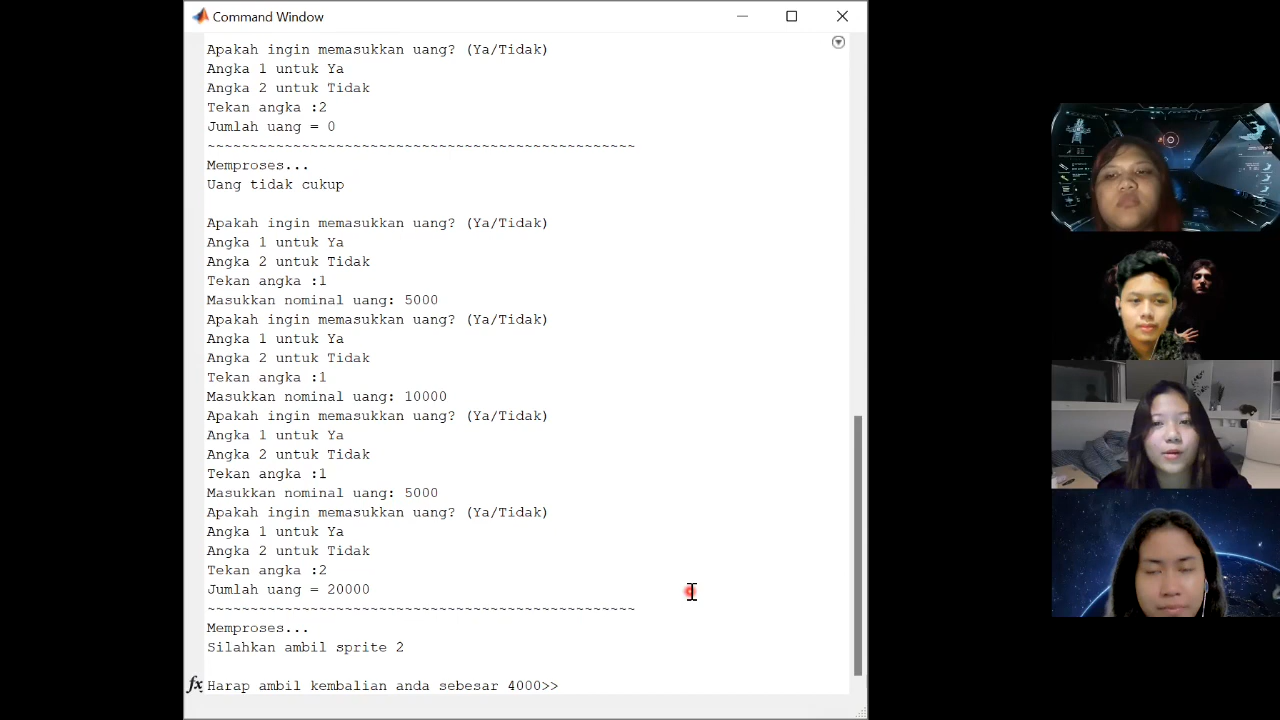 Command Window
Apakah ingin memasukkan uang? (Ya/Tidak)
Angka 1 untuk Ya
Angka 2 untuk Tidak
Tekan angka :2
Jumlah uang = 0
~~~~~~~~~~~~~~~~~~~~~~~~~~~~~~~~~~~~~~~~~~~~~~~~~~
Memproses...
Uang tidak cukup
Apakah ingin memasukkan uang? (Ya/Tidak)
Angka 1 untuk Ya
Angka 2 untuk Tidak
Tekan angka :1
Masukkan nominal uang: 5000
Apakah ingin memasukkan uang? (Ya/Tidak)
Angka 1 untuk Ya
Angka 2 untuk Tidak
Tekan angka :1
Masukkan nominal uang: 10000
Apakah ingin memasukkan uang? (Ya/Tidak)
Angka 1 untuk Ya
Angka 2 untuk Tidak
Tekan angka :1
Masukkan nominal uang: 5000
Apakah ingin memasukkan uang? (Ya/Tidak)
Angka 1 untuk Ya
Angka 2 untuk Tidak
Tekan angka :2
Jumlah uang = 20000
~~~~~~~~~~~~~~~~~~~~~~~~~~~~~~~~~~~~~~~~~~~~~~~~~~
Memproses...
Silahkan ambil sprite 2
fx Harap ambil kembalian anda sebesar 4000>>